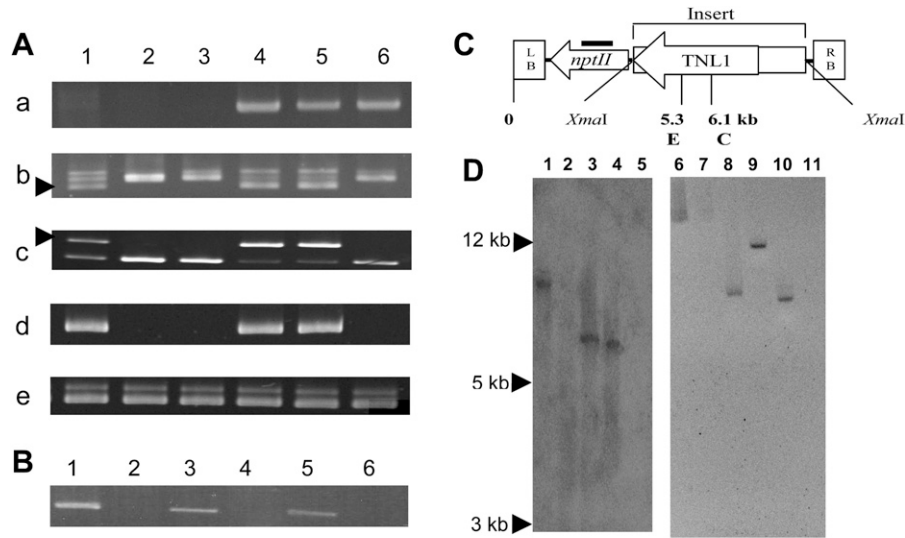 A
1 2 3 4 5 6
a
b
c
d
e
B
1 2 3 4 5 6
C
Insert
LB
nptII
TNL1
RB
0
XmaI
5.3
6.1 kb
XmaI
E
C
D
1 2 3 4 5 6 7 8 9 10 11
12 kb
5 kb
3 kb